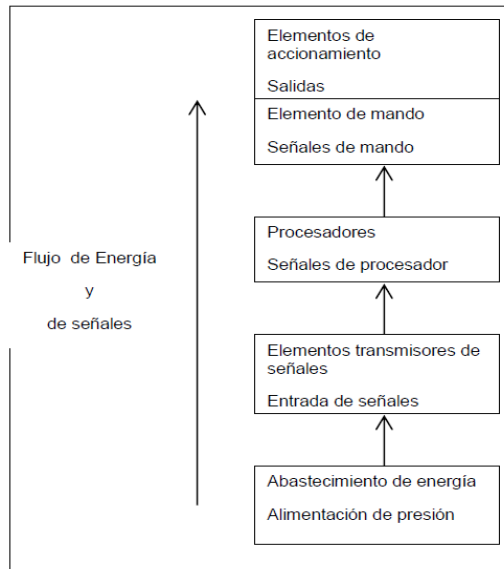 Elementos de
accionamiento
Salidas
Elemento de mando
Señales de mando
Procesadores
Señales de procesador
Flujo de Energía
y
de señales
Elementos transmisores de
señales
Entrada de señales
Abastecimiento de energía
Alimentación de presión